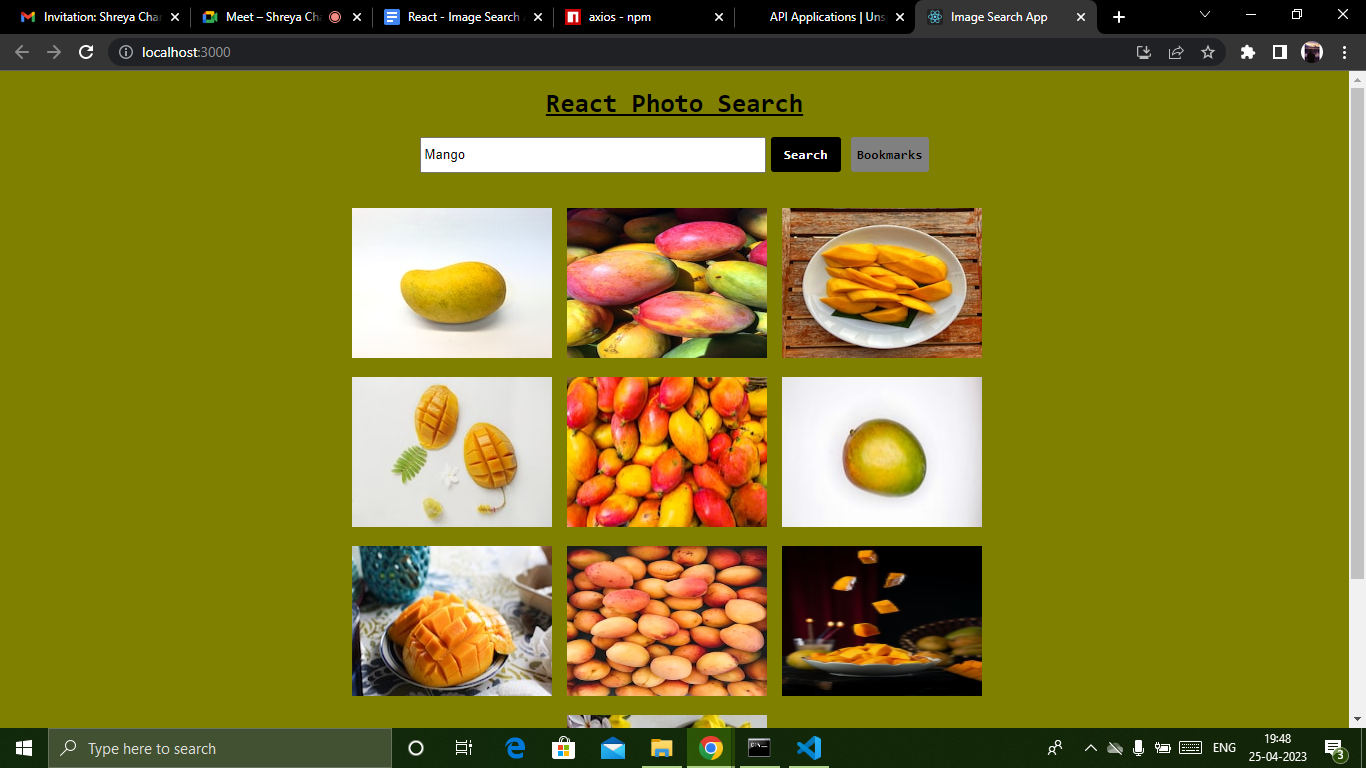 Invitation: Shreya Char
Meet – Shreya Cha
React - Image Search A
axios - npm
API Applications | Uns
Image Search App
localhost:3000
React Photo Search
Mango
Search
Bookmarks
Type here to search
ENG
19:48
25-04-2023
3